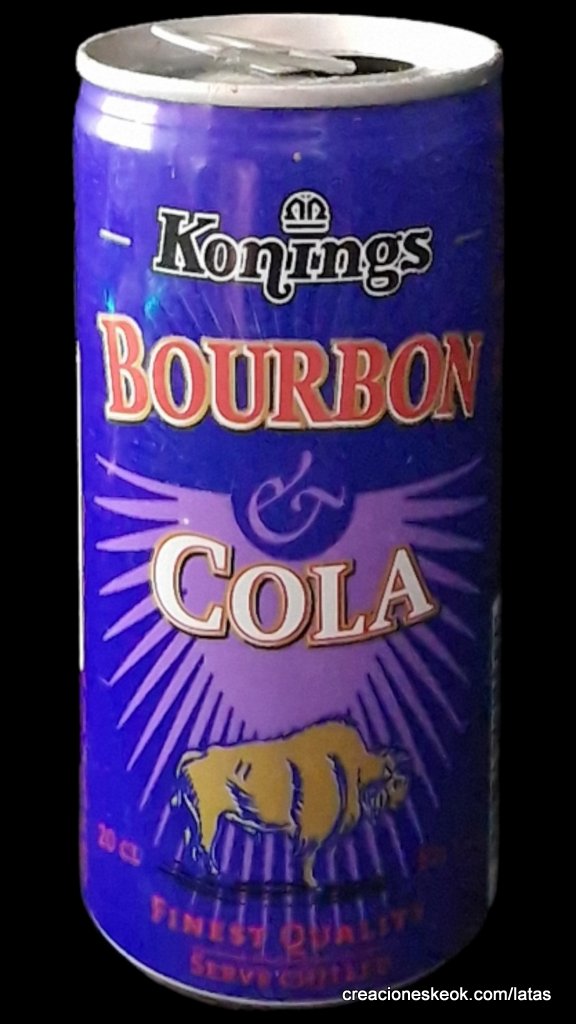 Konings
BOURBON
&
COLA
20 CL
FINEST QUALITY
SERVE CHILLED
creacioneskeok.com/latas